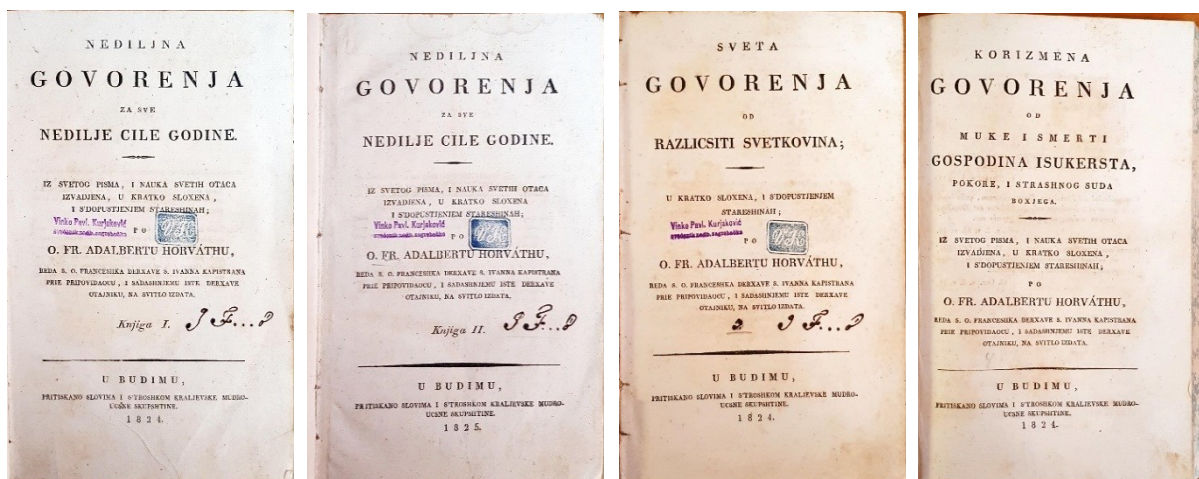 NEDILJNA
GOVORENJA
ZA SVE
NEDILJE CILE GODINE.
IZ SVETOG PISMA, I NAUKA SVETIH OTACA
IZVADJENA, U KRATKO SLOXENA,
I S'DOPUSTJENJEM STARESHINAH;
Vinko Pavl. Kurjaković
PO
VK
O. FR. ADALBERTU HORVÁTHU,
REDA S. O. FRANCESHKA DERXAVE S. IVANNA KAPISTRANA
PRIE PRIPOVIDAOCU, I SADASHNJEMU ISTE DERXAVE
OTAJNIKU, NA SVITLO IZDATA.
Knjiga I.
U BUDIMU,
PRITISKANO SLOVIMA I S'TROSHKOM KRALJEVSKE MUDRO-
UCSNE SKUPSHTINE.
1824.
NEDILJNA
GOVORENJA
ZA SVE
NEDILJE CILE GODINE.
IZ SVETOG PISMA, I NAUKA SVETIH OTACA
IZVADJENA, U KRATKO SLOXENA
I S'DOPUSTJENJEM STARESHINAH;
Vinko Pavl. Kurjaković
PO
VK
O. FR. ADALBERTU HORVÁTHU,
REDA S. O. FRANCESHKA DERXAVE S. IVANNA KAPISTRANA
PRIE PRIPOVIDAOCU, I SADASHNJEMU ISTE DERXAVE
OTAJNIKU, NA SVITLO IZDATA.
Knjiga II.
U BUDIMU,
PRITISKANO SLOVIMA I S'TROSHKOM KRALJEVSKE MUDRO-
UCSNE SKUPSHTINE.
1825.
SVETA
GOVORENJA
OD
RAZLICSITI SVETKOVINA;
U KRATKO SLOXENA, I S'DOPUSTJENJEM
STARESHINAH;
Vinko Pavl. Kurjaković
PO
VK
O. FR. ADALBERTU HORVÁTHU,
REDA S. O. FRANCESHKA DERXAVE S. IVANNA KAPISTRANA
PRIE PRIPOVIDAOCU, I SADASHNJEMU ISTE DERXAVE
OTAJNIKU, NA SVITLO IZDATA.
U BUDIMU,
PRITISKANO SLOVIMA I S'TROSHKOM KRALJEVSKE MUDRO-
UCSNE SKUPSHTINE.
1824.
KORIZMENA
GOVORENJA
OD
MUKE I SMERTI
GOSPODINA ISUKERSTA,
POKORE, I STRASHNOG SUDA
BOXJEGA.
IZ SVETOG PISMA, I NAUKA SVETIH OTACA
IZVADJENA, U KRATKO SLOXENA,
I S'DOPUSTJENJEM STARESHINAH;
PO
O. FR. ADALBERTU HORVÁTHU,
REDA S. O. FRANCESHKA DERXAVE S. IVANNA KAPISTRANA
PRIE PRIPOVIDAOCU, I SADASHNJEMU ISTE DERXAVE
OTAJNIKU, NA SVITLO IZDATA.
U BUDIMU,
PRITISKANO SLOVIMA I S'TROSHKOM KRALJEVSKE MUDRO-
UCSNE SKUPSHTINE.
1824.